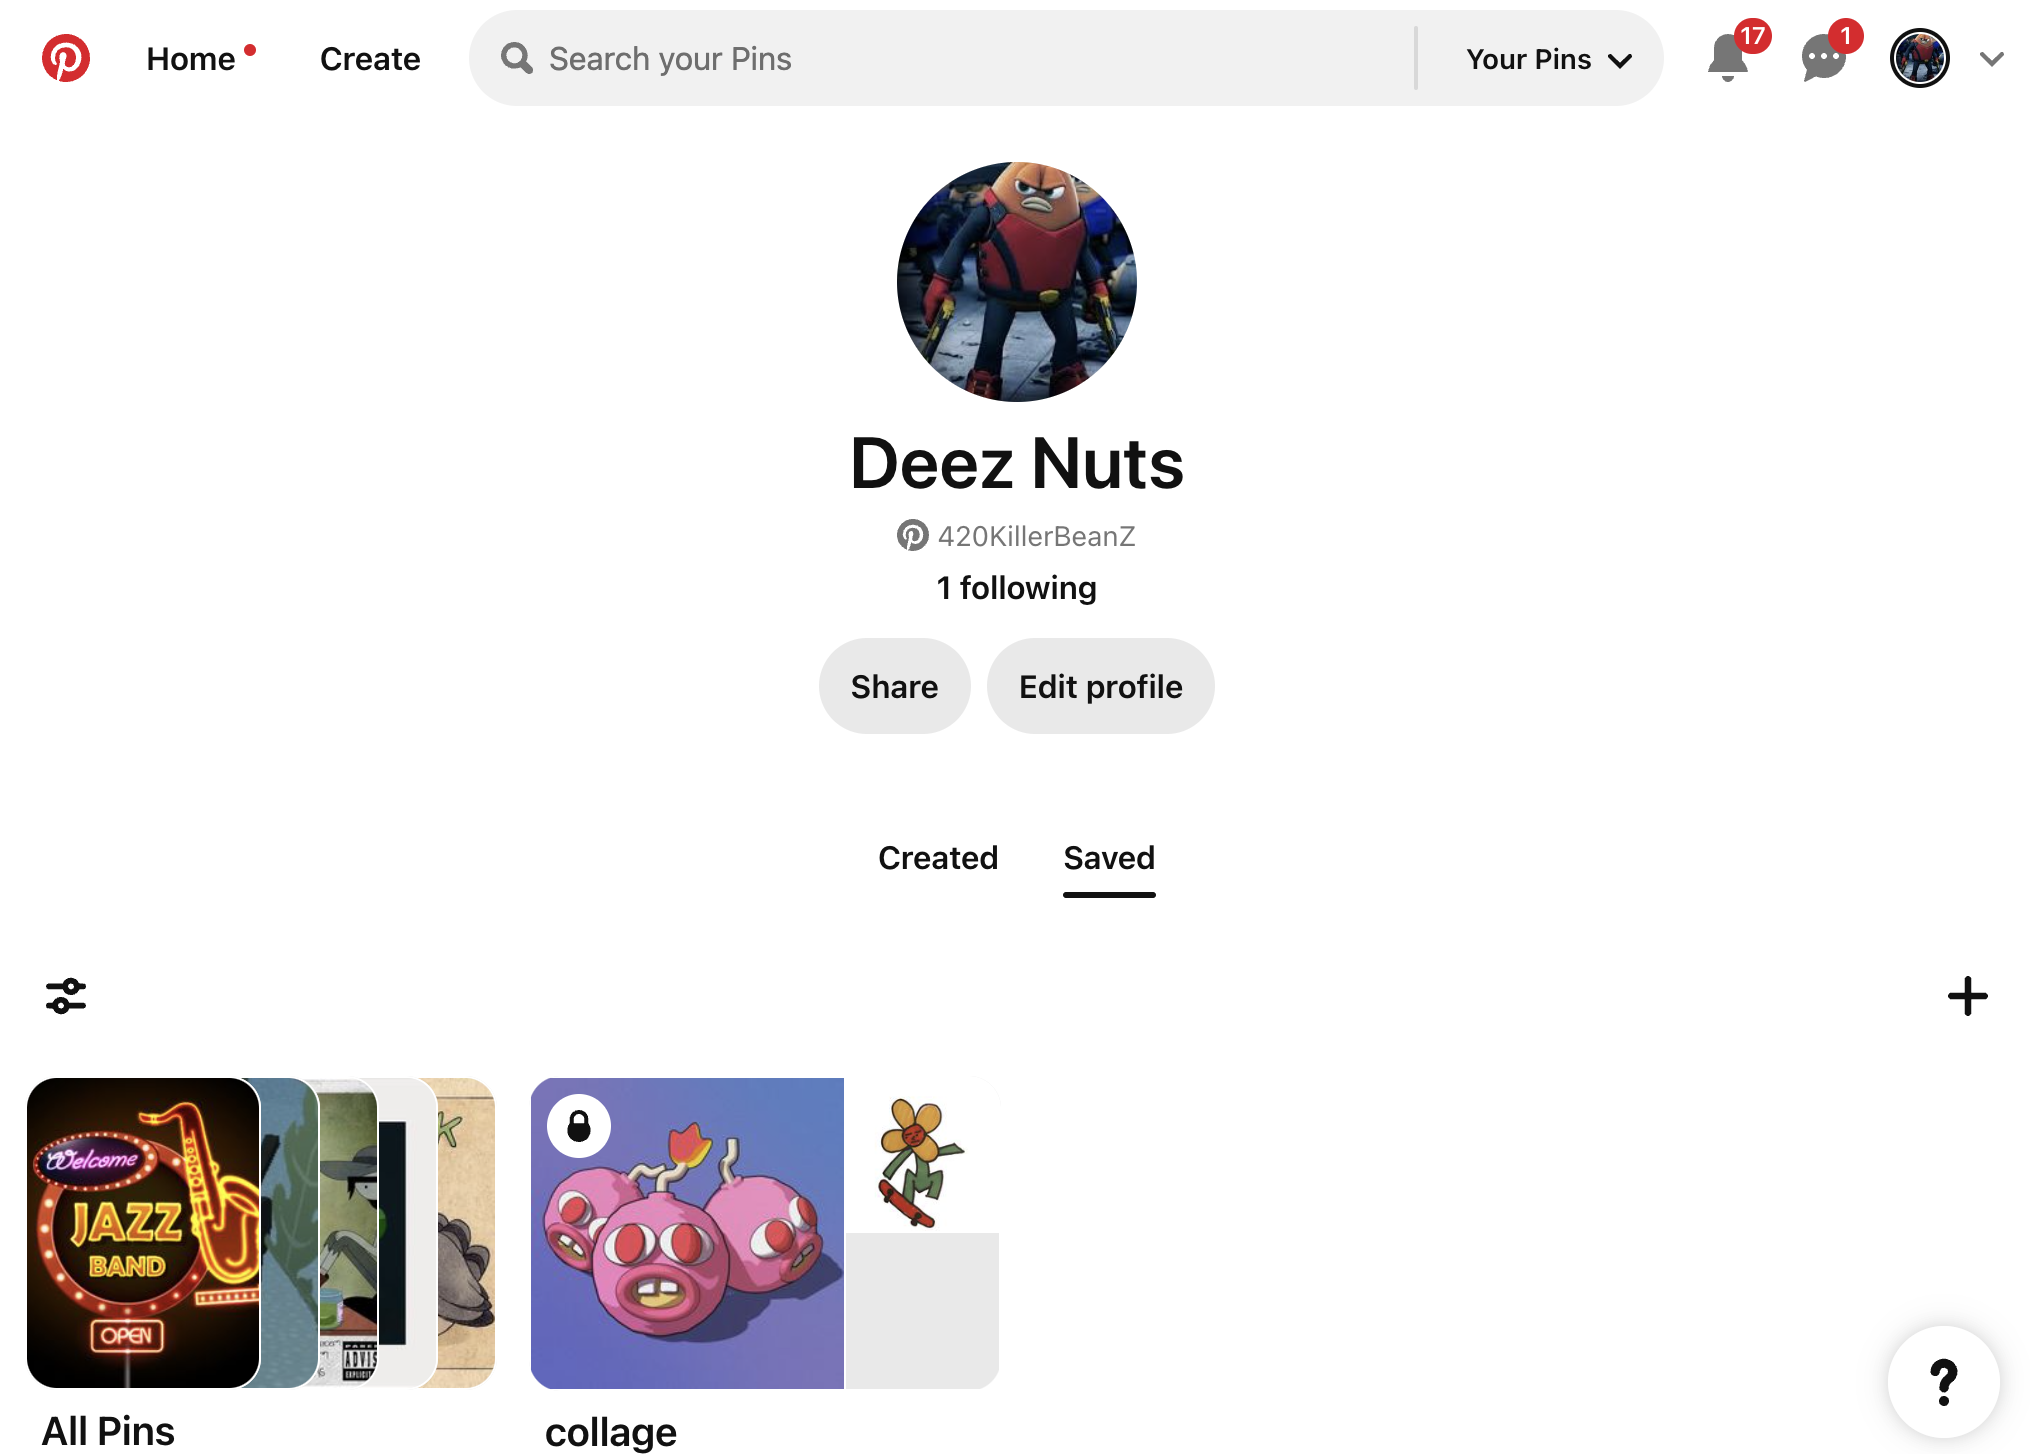 Home
Create
Search your Pins
Your Pins
17
1
Deez Nuts
420KillerBeanZ
1 following
Share
Edit profile
Created
Saved
Welcome
JAZZ
BAND
OPEN
K
ADVIS
All Pins
collage
?